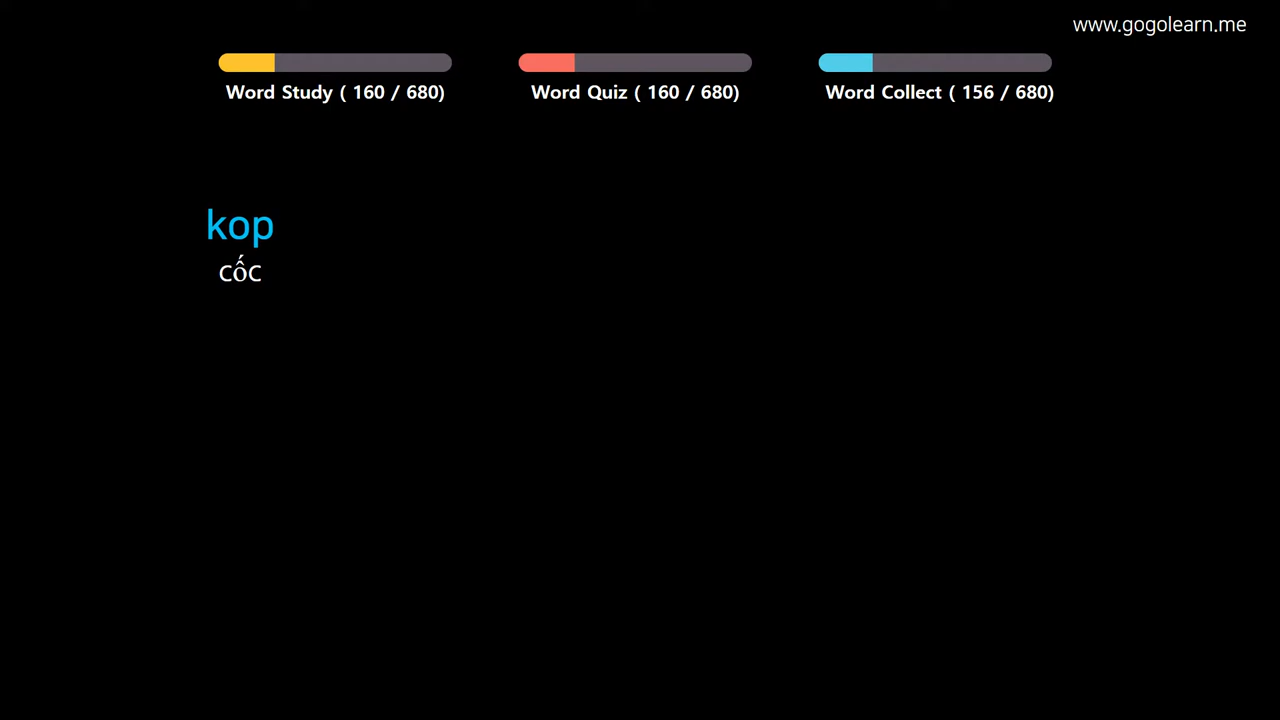 www.gogolearn.me
Word Study ( 160 / 680)
Word Quiz ( 160 / 680)
Word Collect ( 156 / 680)
kop
cốc